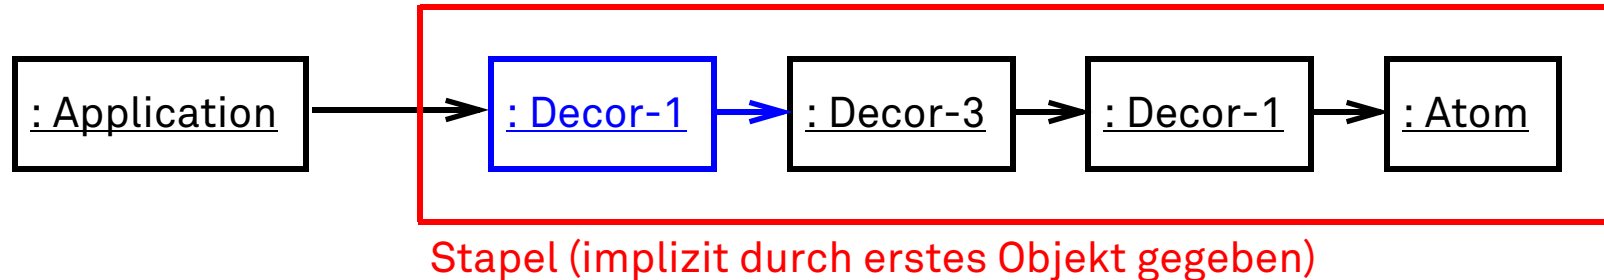 : Application : Decor-1 : Decor-3 : Decor-1 : Atom
Stapel (implizit durch erstes Objekt gegeben)